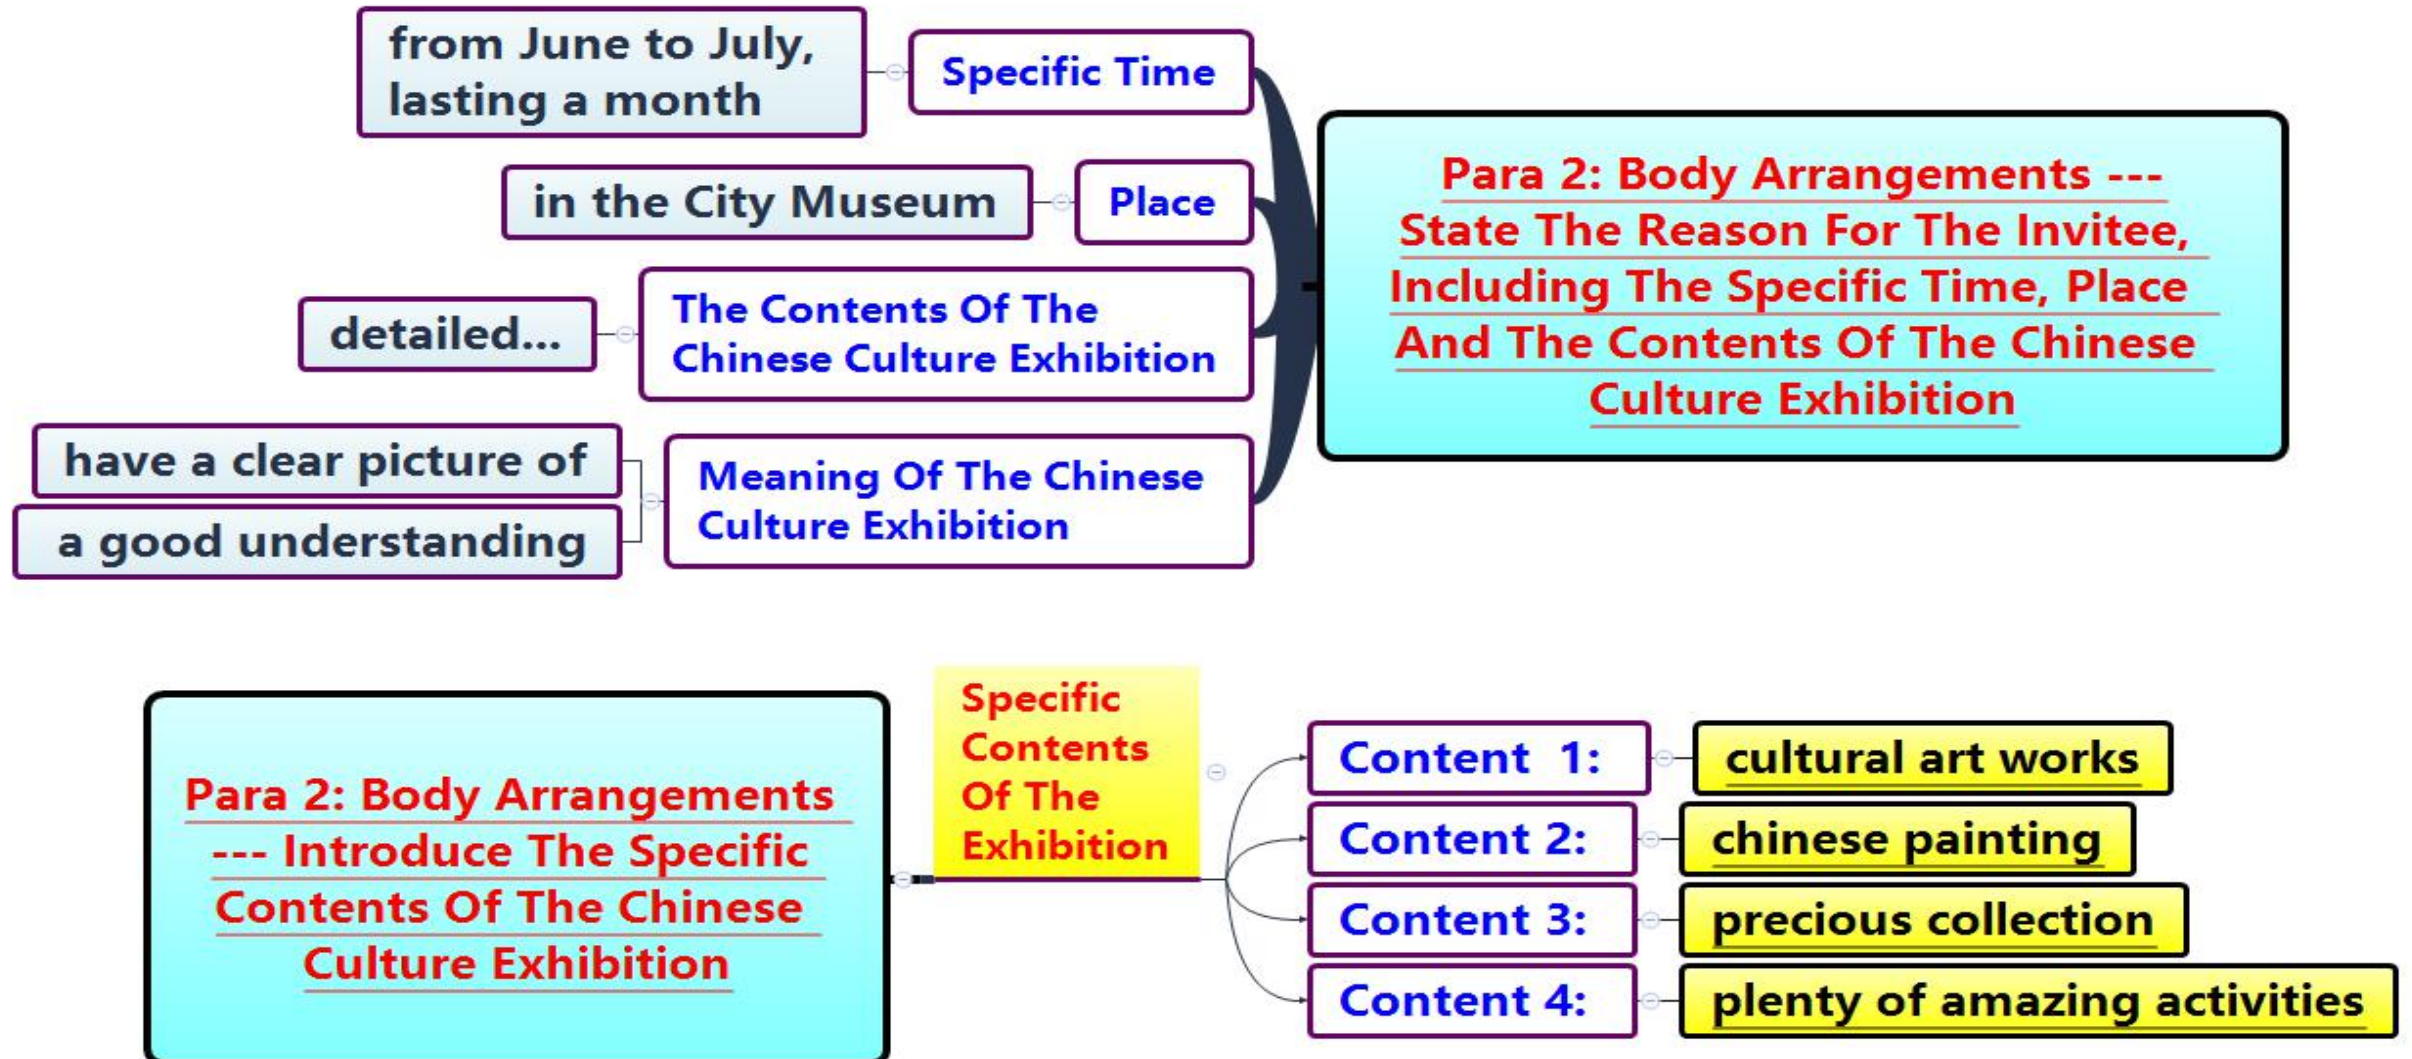 from June to July,
lasting a month
Specific Time
in the City Museum
Place
detailed...
The Contents Of The
Chinese Culture Exhibition
have a clear picture of
a good understanding
Meaning Of The Chinese
Culture Exhibition
Para 2: Body Arrangements ---
State The Reason For The Invitee,
Including The Specific Time, Place
And The Contents Of The Chinese
Culture Exhibition
Para 2: Body Arrangements
--- Introduce The Specific
Contents Of The Chinese
Culture Exhibition
Specific
Contents
Of The
Exhibition
Content 1:
cultural art works
Content 2:
chinese painting
Content 3:
precious collection
Content 4:
plenty of amazing activities